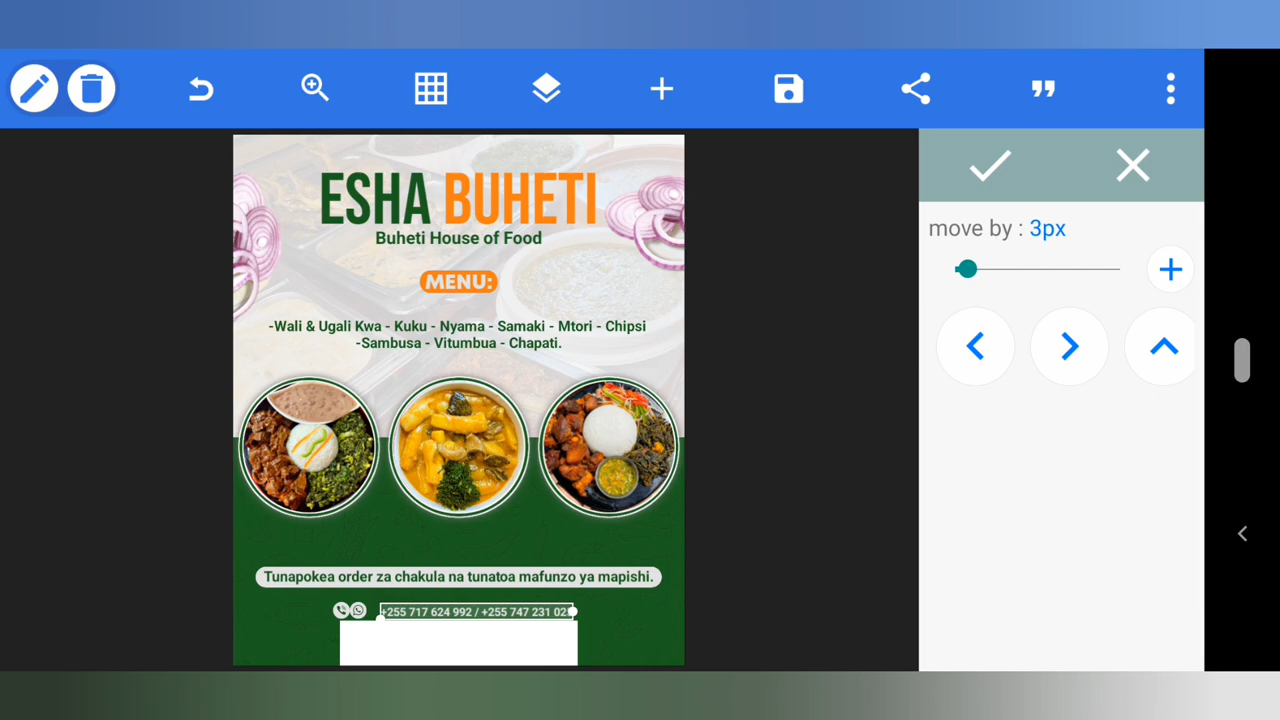 ESHA BUHETI
Buheti House of Food
MENU:
-Wali & Ugali Kwa - Kuku - Nyama - Samaki - Mtori - Chipsi
-Sambusa - Vitumbua - Chapati.
Tunapokea order za chakula na tunatoa mafunzo ya mapishi.
+255 717 624 992 / +255 747 231
move by : 3px